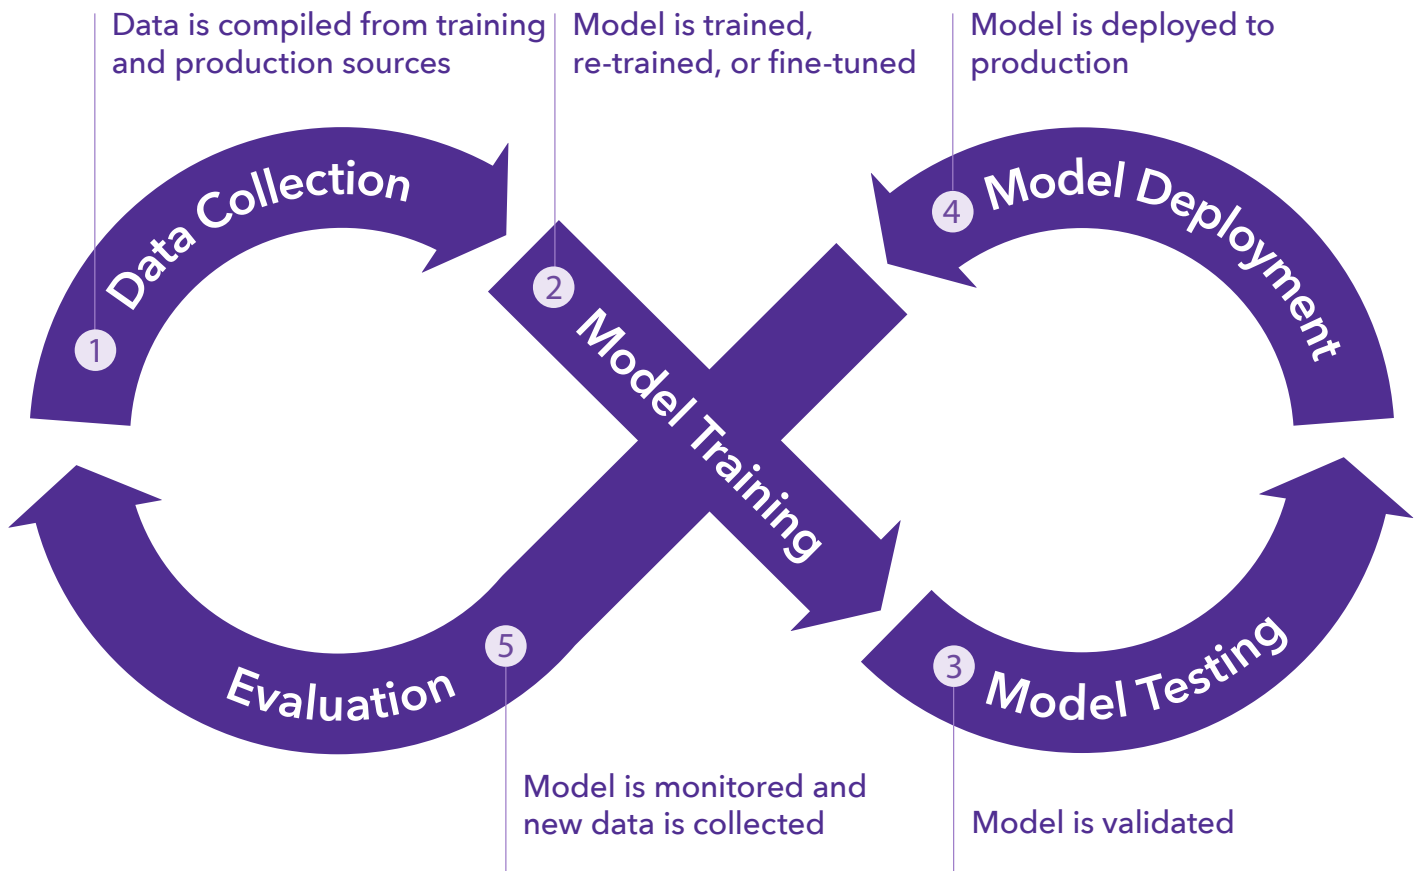 Data is compiled from training
and production sources
Model is trained,
re-trained, or fine-tuned
Model is deployed to
production
1
Data Collection
2
Model Training
4
Model Deployment
5
Evaluation
3
Model Testing
Model is monitored and
new data is collected
Model is validated